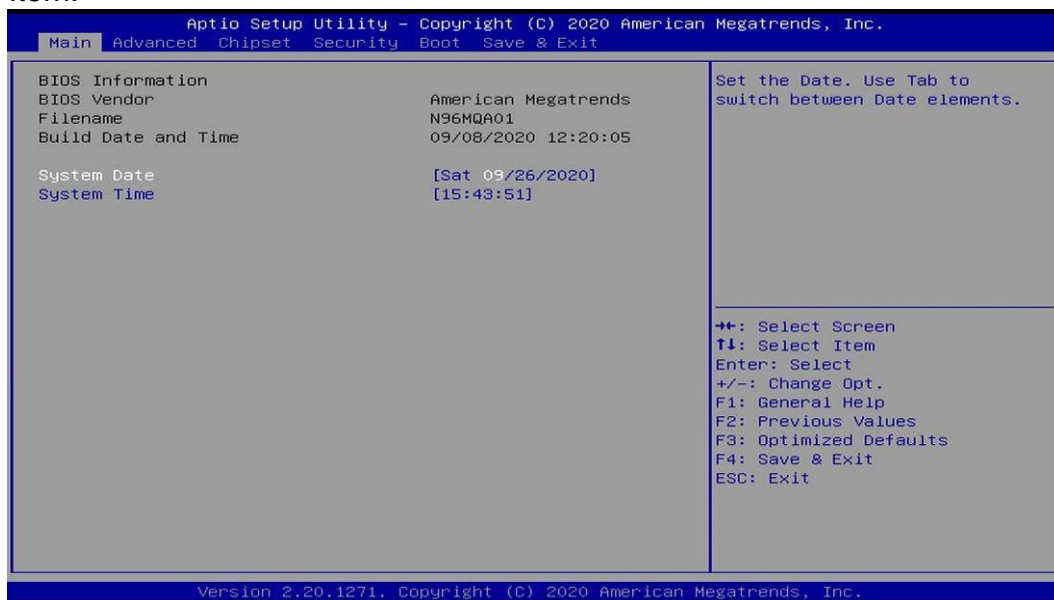 item.
Aptio Setup Utility – Copyright (C) 2020 American Megatrends, Inc.
Main Advanced Chipset Security Boot Save & Exit
BIOS Information
BIOS Vendor American Megatrends
Filename N96MQA01
Build Date and Time 09/08/2020 12:20:05
System Date [Sat 09/26/2020]
System Time [15:43:51]
Set the Date. Use Tab to
switch between Date elements.
→←: Select Screen
↑↓: Select Item
Enter: Select
+/-: Change Opt.
F1: General Help
F2: Previous Values
F3: Optimized Defaults
F4: Save & Exit
ESC: Exit
Version 2.20.1271. Copyright (C) 2020 American Megatrends, Inc.